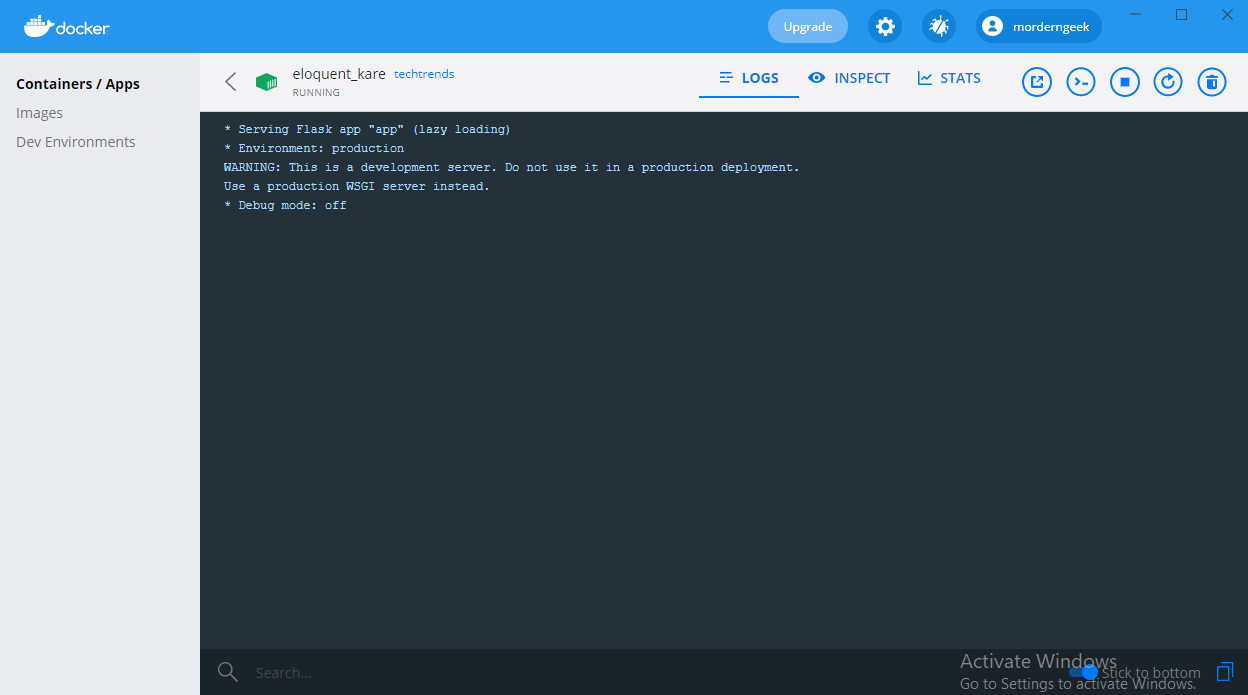 docker
Upgrade
morderngeek
Containers / Apps
Images
Dev Environments
eloquent_kare techtrends
RUNNING
LOGS
INSPECT
STATS
* Serving Flask app "app" (lazy loading)
* Environment: production
WARNING: This is a development server. Do not use it in a production deployment.
Use a production WSGI server instead.
* Debug mode: off
Search...
Stick to bottom
Activate Windows
Go to Settings to activate Windows.